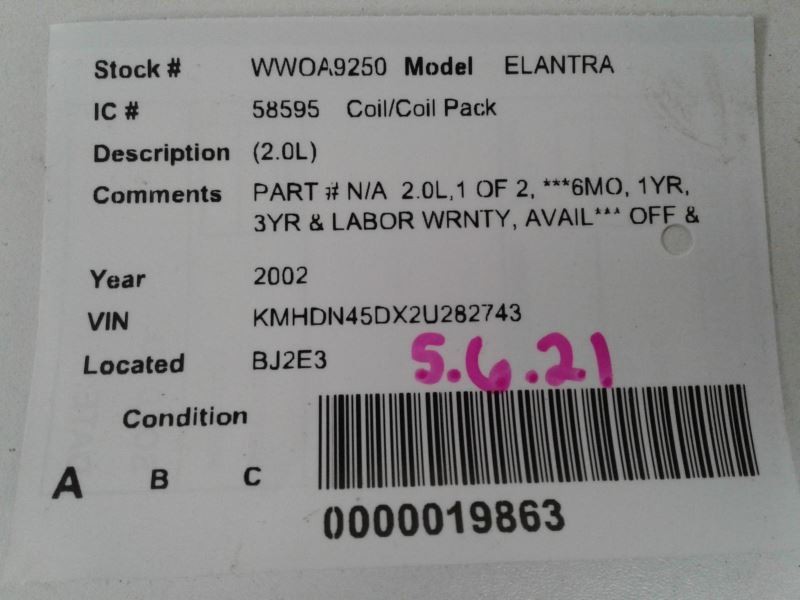 Stock # WWOA9250 Model ELANTRA
IC # 58595 Coil/Coil Pack
Description (2.0L)
Comments PART # N/A 2.0L,1 OF 2, ***6MO, 1YR,
3YR & LABOR WRNTY, AVAIL*** OFF &
Year 2002
VIN KMHDN45DX2U282743
Located BJ2E3
5.6.21
Condition
A B C
0000019863